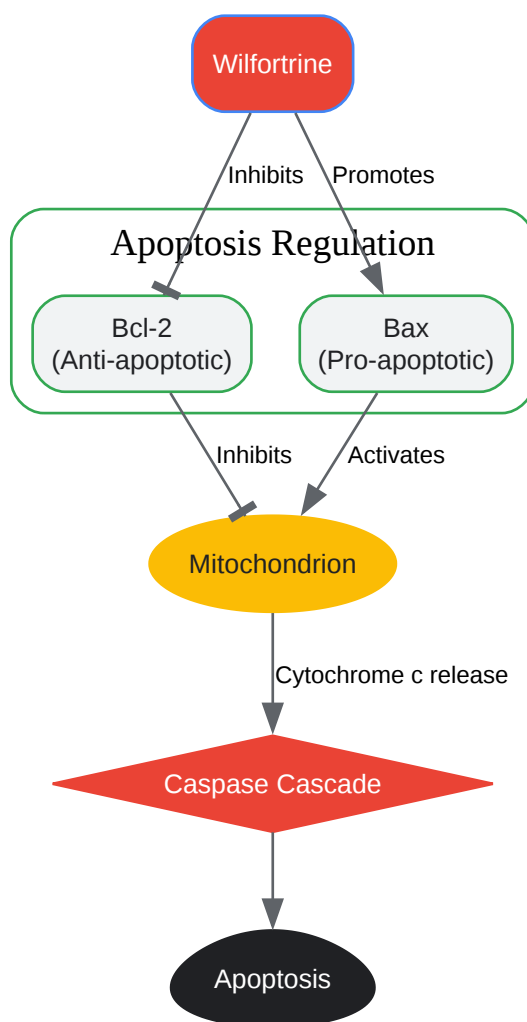 Wilfortrine
Inhibits
Promotes
Apoptosis Regulation
Bcl-2
(Anti-apoptotic)
Bax
(Pro-apoptotic)
Inhibits
Activates
Mitochondrion
Cytochrome c release
Caspase Cascade
Apoptosis